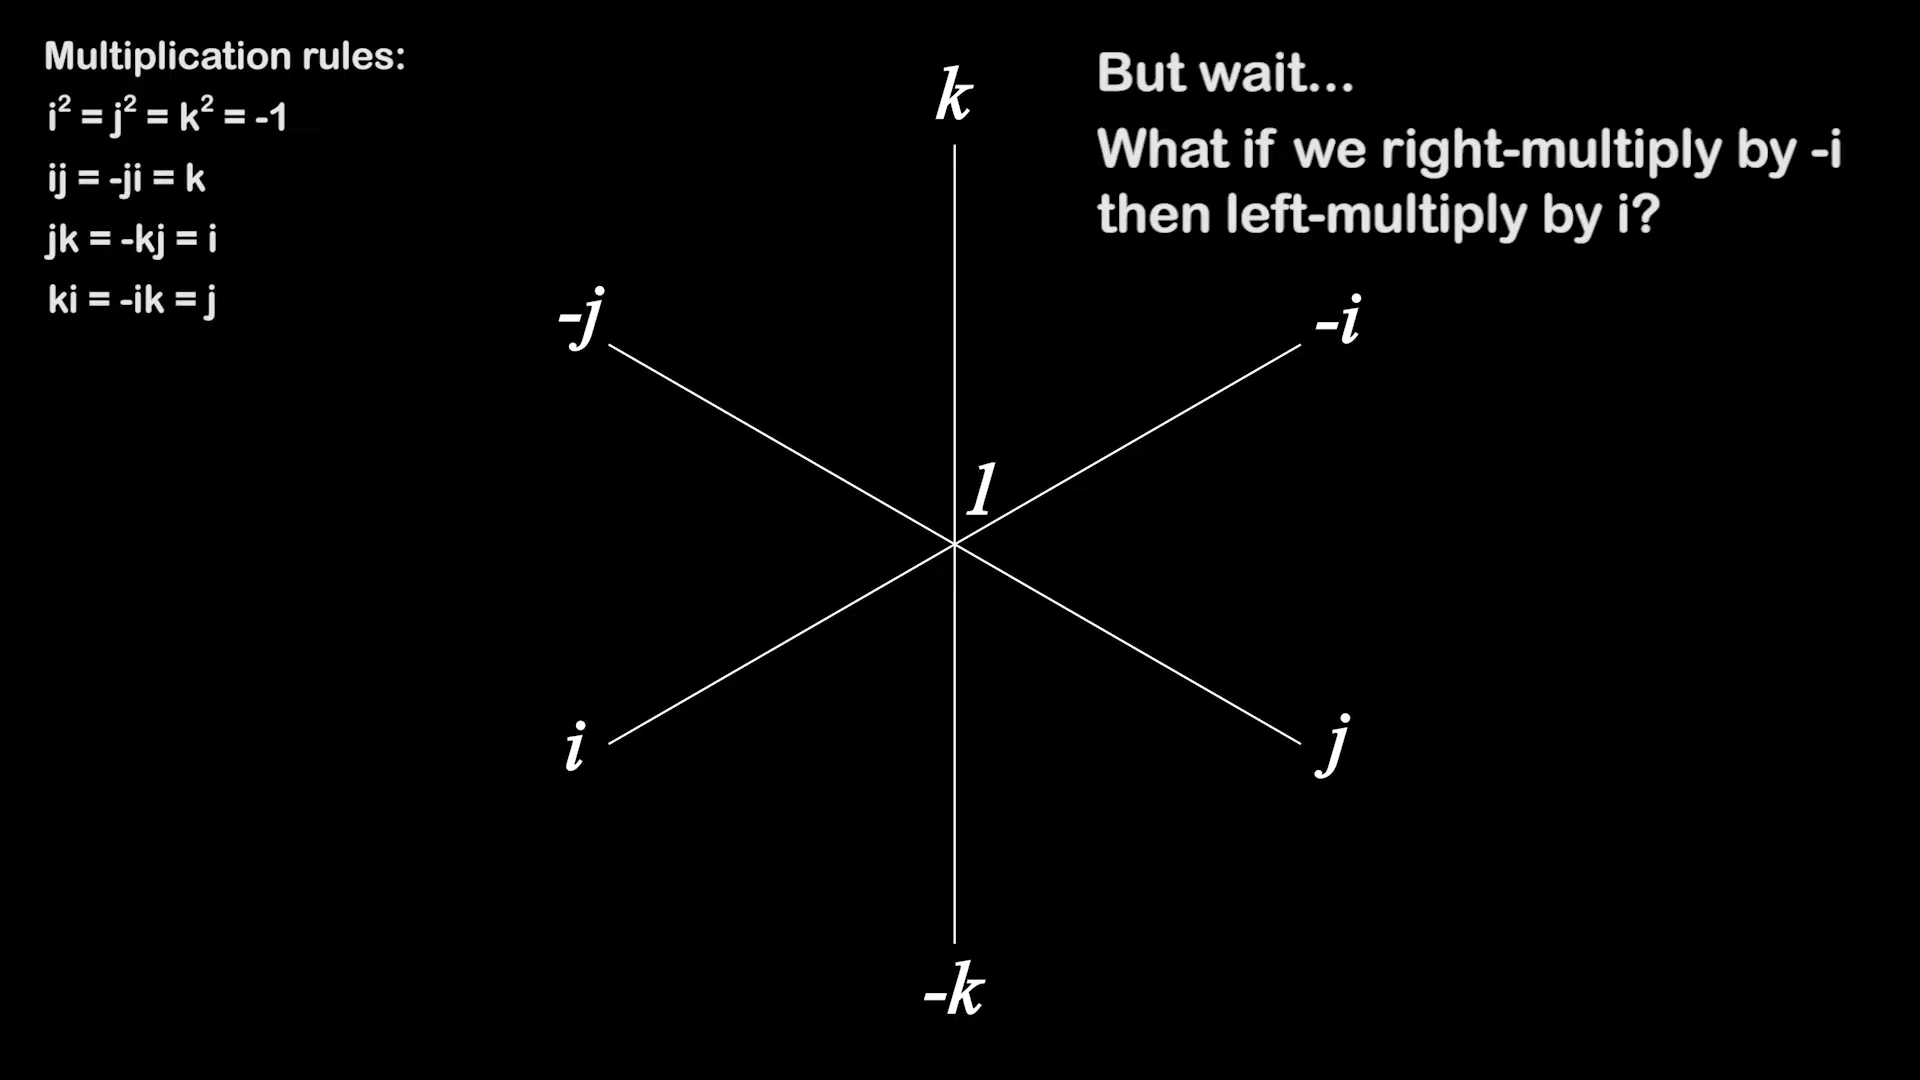 Multiplication rules:
i² = j² = k² = -1
ij = -ji = k
jk = -kj = i
ki = -ik = j
But wait...
What if we right-multiply by -i
then left-multiply by i?
k
-j
-i
1
i
j
-k